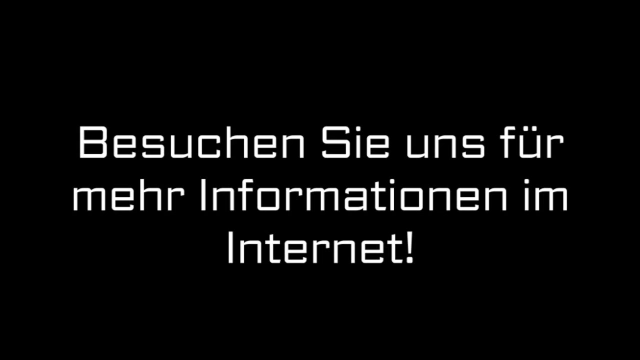 Besuchen Sie uns für
mehr Informationen im
Internet!